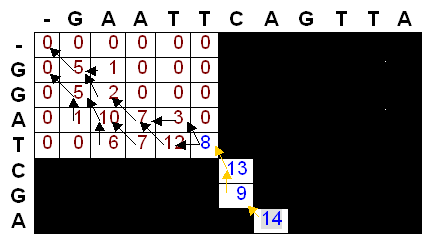 - G A A T T C A G T T A
- 0 0 0 0 0 0
G 0 5 1 0 0 0
G 0 5 2 0 0 0
A 0 1 10 7 3 0
T 0 0 6 7 12 8
C 13
G 9
A 14